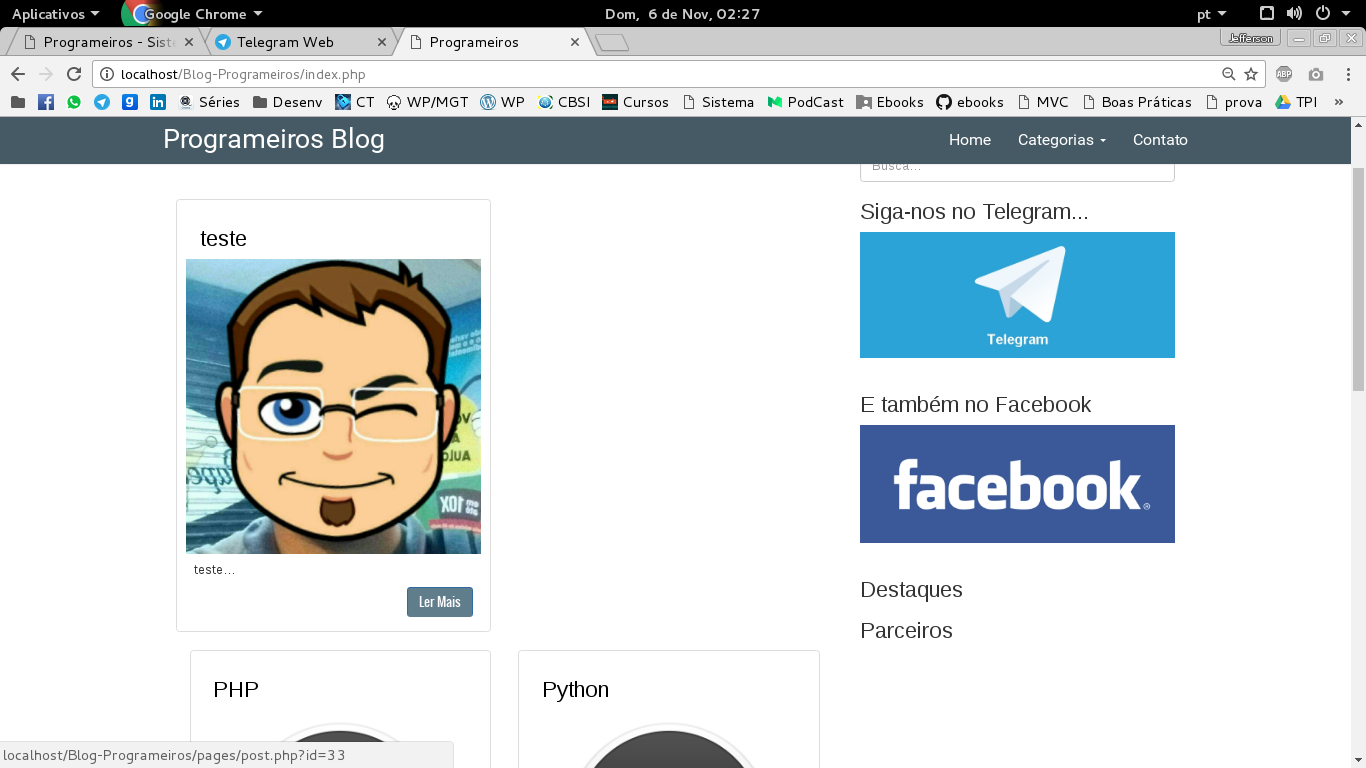 Aplicativos Google Chrome Dom, 6 de Nov, 02:27 pt
Programeiros - Sist Telegram Web Programeiros Jefferson
localhost/Blog-Programeiros/index.php ABP
Séries Desenv CT WP/MGT WP CBSI Cursos Sistema PodCast Ebooks ebooks MVC Boas Práticas prova TPI »
Programeiros Blog Home Categorias Contato
Busca...
Siga-nos no Telegram...
Telegram
E também no Facebook
facebook®
Destaques
Parceiros
teste
10X
teste...
Ler Mais
PHP Python
localhost/Blog-Programeiros/pages/post.php?id=33